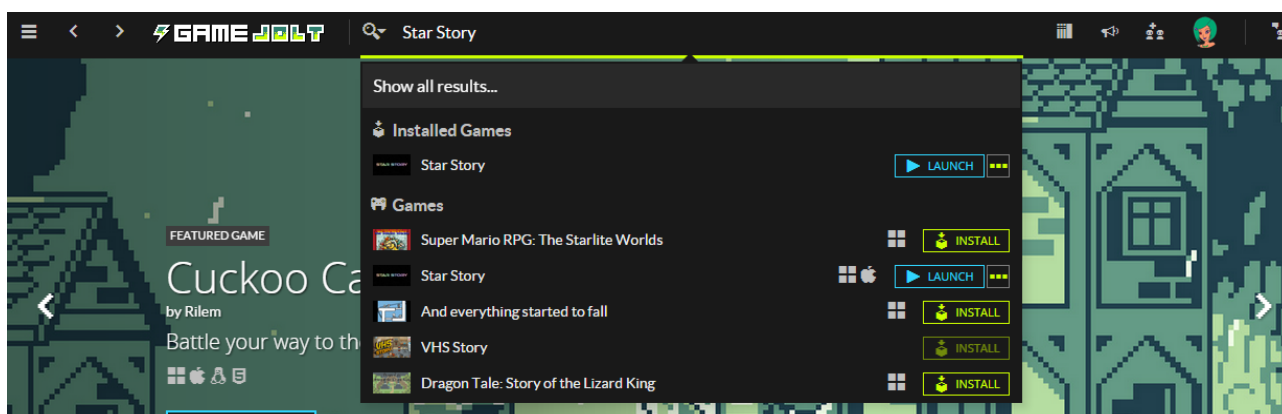 GAME JOLT
Star Story
Show all results...
Installed Games
Star Story
LAUNCH
Games
Super Mario RPG: The Starlite Worlds
INSTALL
Star Story
LAUNCH
And everything started to fall
INSTALL
VHS Story
INSTALL
Dragon Tale: Story of the Lizard King
INSTALL
FEATURED GAME
Cuckoo Ca
by Rilem
Battle your way to th